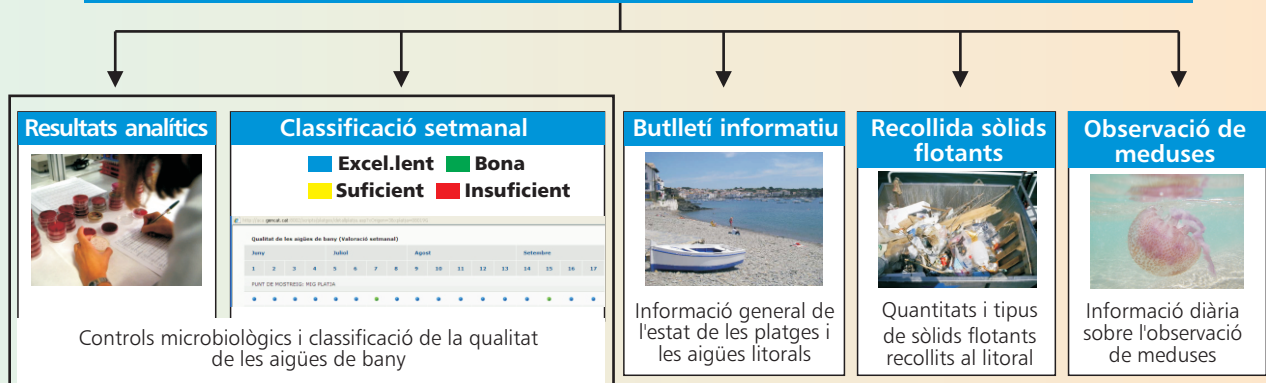 Resultats analítics
Classificació setmanal
Excel.lent Bona
Suficient Insuficient
Qualitat de les aigües de bany (Valoració setmanal)
Juny Juliol Agost Setembre
1 2 3 4 5 6 7 8 9 10 11 12 13 14 15 16 17
PUNT DE MOSTREIG: MIG PLATJA
Controls microbiològics i classificació de la qualitat
de les aigües de bany
Butlletí informatiu
Informació general de
l'estat de les platges i
les aigües litorals
Recollida sòlids
flotants
Quantitats i tipus
de sòlids flotants
recollits al litoral
Observació de
meduses
Informació diària
sobre l'observació
de meduses